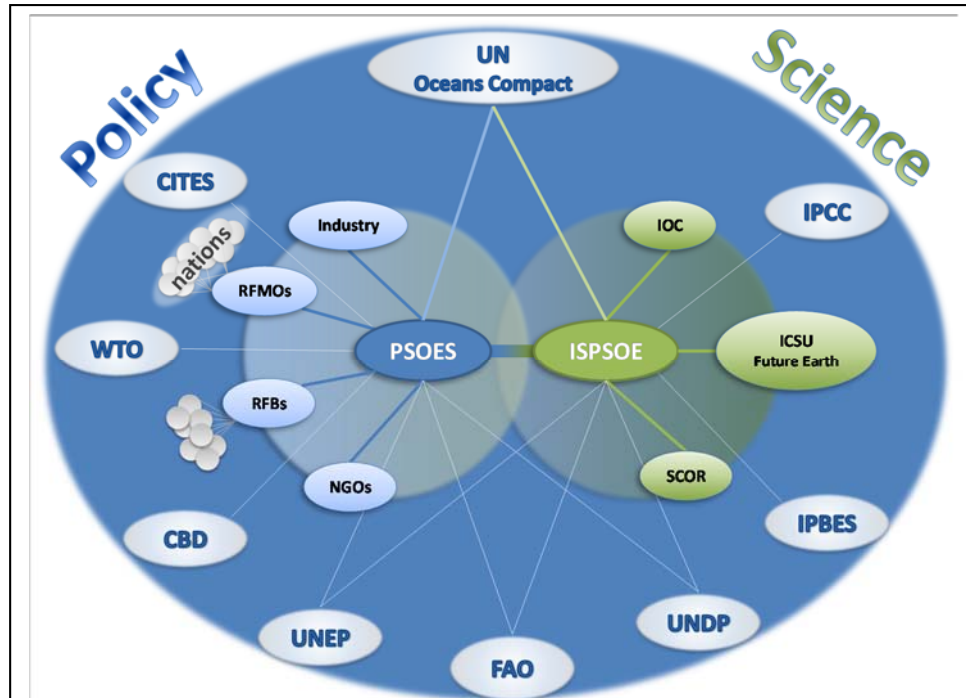 Policy
Science
UN
Oceans Compact
CITES
IPCC
Industry
IOC
nations
RFMOs
WTO
PSOES
ISPSOE
ICSU
Future Earth
RFBs
NGOs
SCOR
CBD
IPBES
UNEP
UNDP
FAO